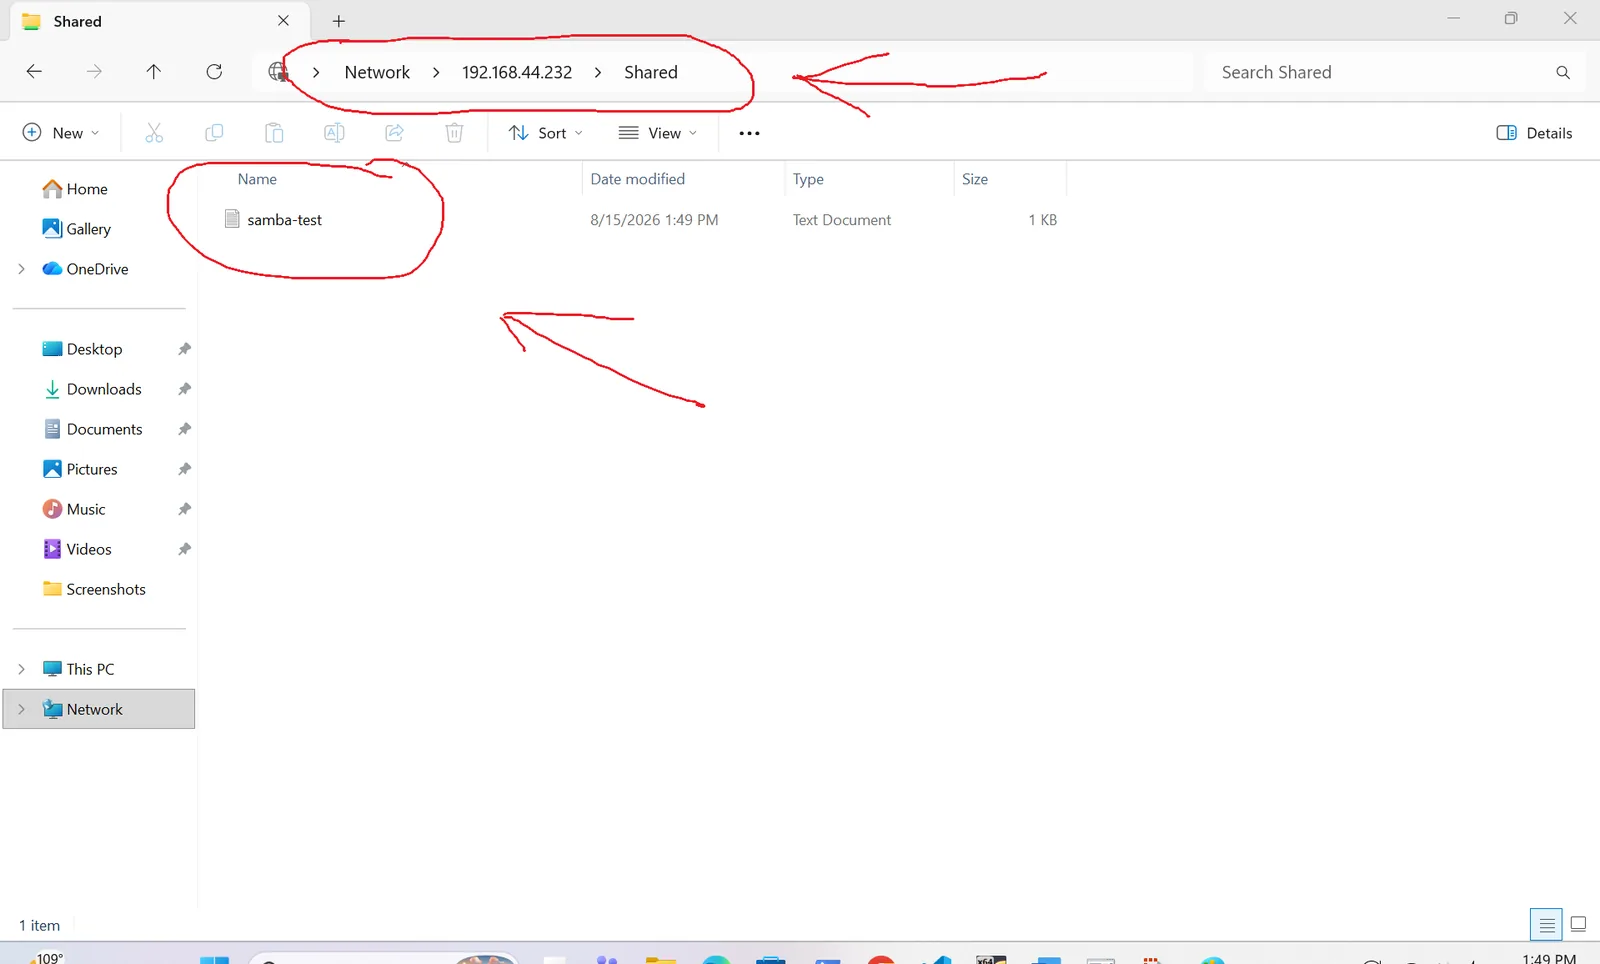 Shared
Network > 192.168.44.232 > Shared
Search Shared
New
Sort
View
Details
Name
Date modified
Type
Size
samba-test
8/15/2026 1:49 PM
Text Document
1 KB
Home
Gallery
OneDrive
Desktop
Downloads
Documents
Pictures
Music
Videos
Screenshots
This PC
Network
1 item
109°
x64
1:49 PM